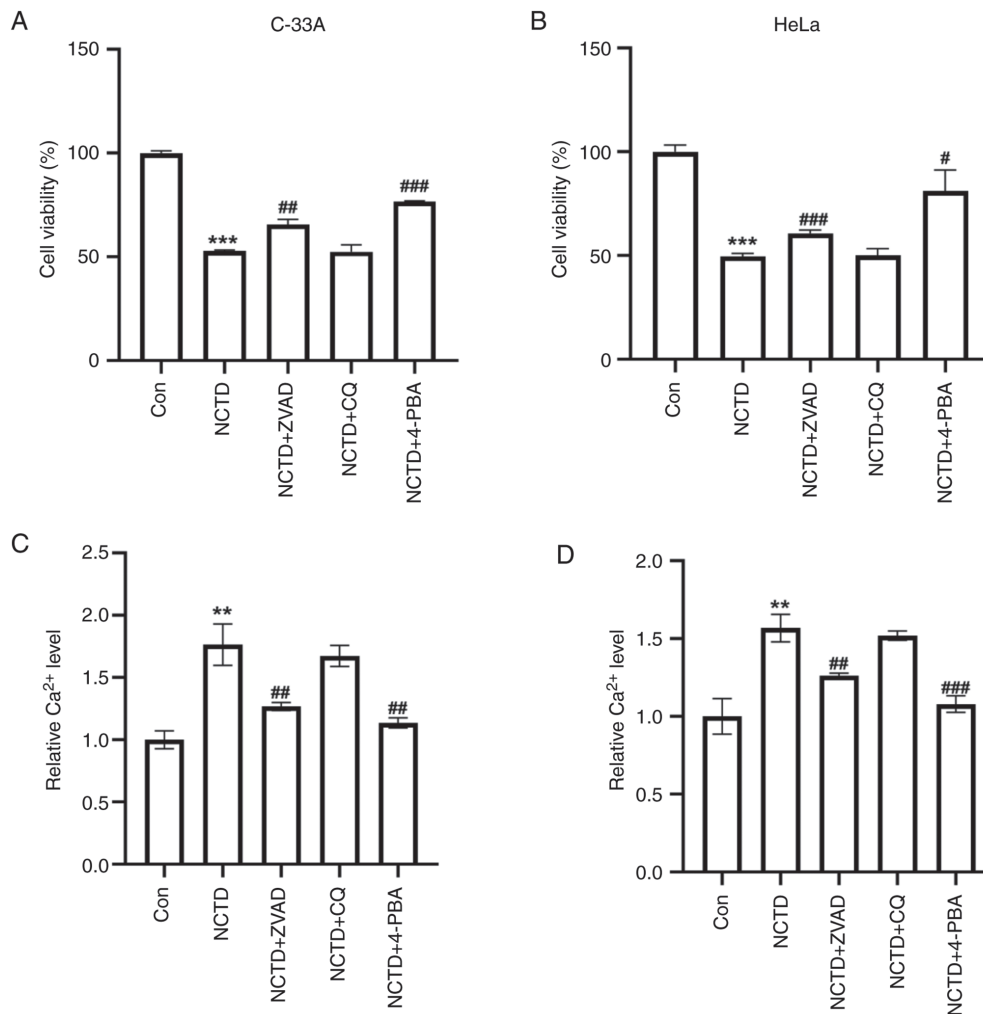 A
C-33A
150
100
50
0
Cell viability (%)
***
##
###
Con
NCTD
NCTD+ZVAD
NCTD+CQ
NCTD+4-PBA
B
HeLa
150
100
50
0
Cell viability (%)
***
###
#
Con
NCTD
NCTD+ZVAD
NCTD+CQ
NCTD+4-PBA
C
2.5
2.0
1.5
1.0
0.5
0.0
Relative Ca²⁺ level
**
##
##
Con
NCTD
NCTD+ZVAD
NCTD+CQ
NCTD+4-PBA
D
2.0
1.5
1.0
0.5
0.0
Relative Ca²⁺ level
**
##
###
Con
NCTD
NCTD+ZVAD
NCTD+CQ
NCTD+4-PBA